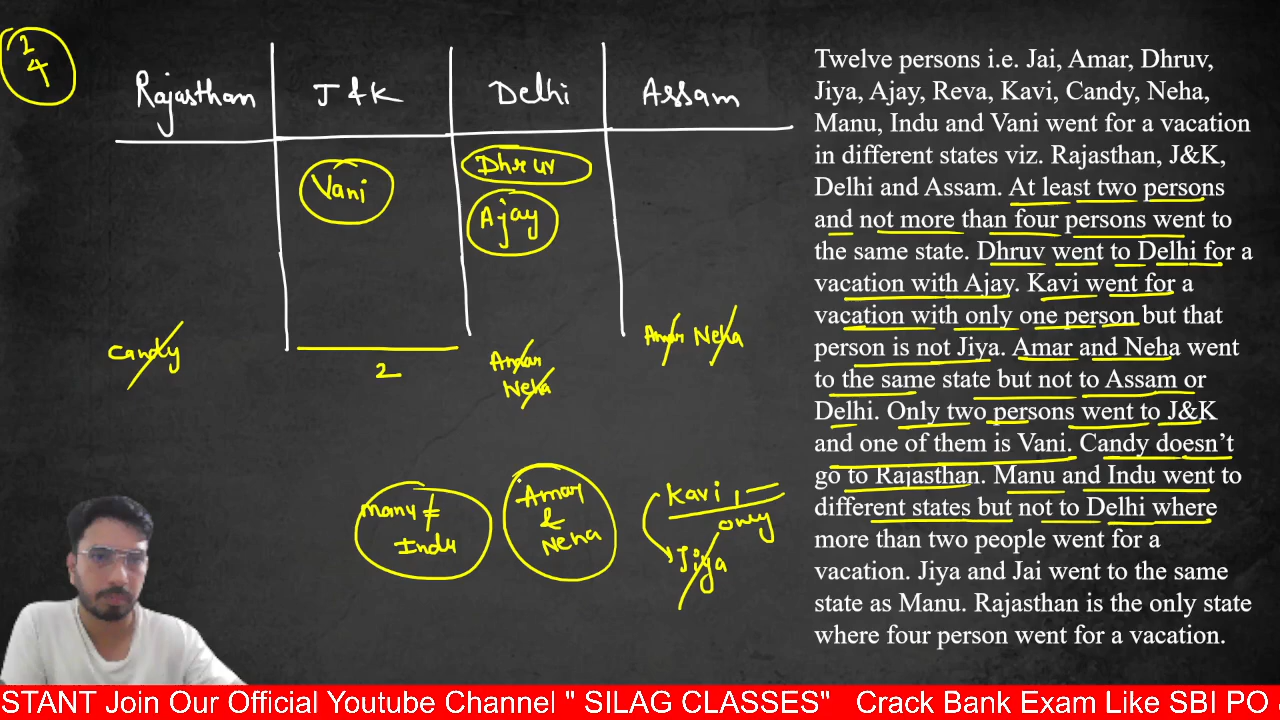 1
4
Rajasthan J &K Delhi Assam
Vani Dhruv
Ajay
Candy 2 Amar Amar Neha
Neha
Manu ≠
Indu
Amar
&
Neha
Kavi 1
only
Jiya
Twelve persons i.e. Jai, Amar, Dhruv,
Jiya, Ajay, Reva, Kavi, Candy, Neha,
Manu, Indu and Vani went for a vacation
in different states viz. Rajasthan, J&K,
Delhi and Assam. At least two persons
and not more than four persons went to
the same state. Dhruv went to Delhi for a
vacation with Ajay. Kavi went for a
vacation with only one person but that
person is not Jiya. Amar and Neha went
to the same state but not to Assam or
Delhi. Only two persons went to J&K
and one of them is Vani. Candy doesn’t
go to Rajasthan. Manu and Indu went to
different states but not to Delhi where
more than two people went for a
vacation. Jiya and Jai went to the same
state as Manu. Rajasthan is the only state
where four person went for a vacation.
STANT Join Our Official Youtube Channel " SILAG CLASSES" Crack Bank Exam Like SBI PO